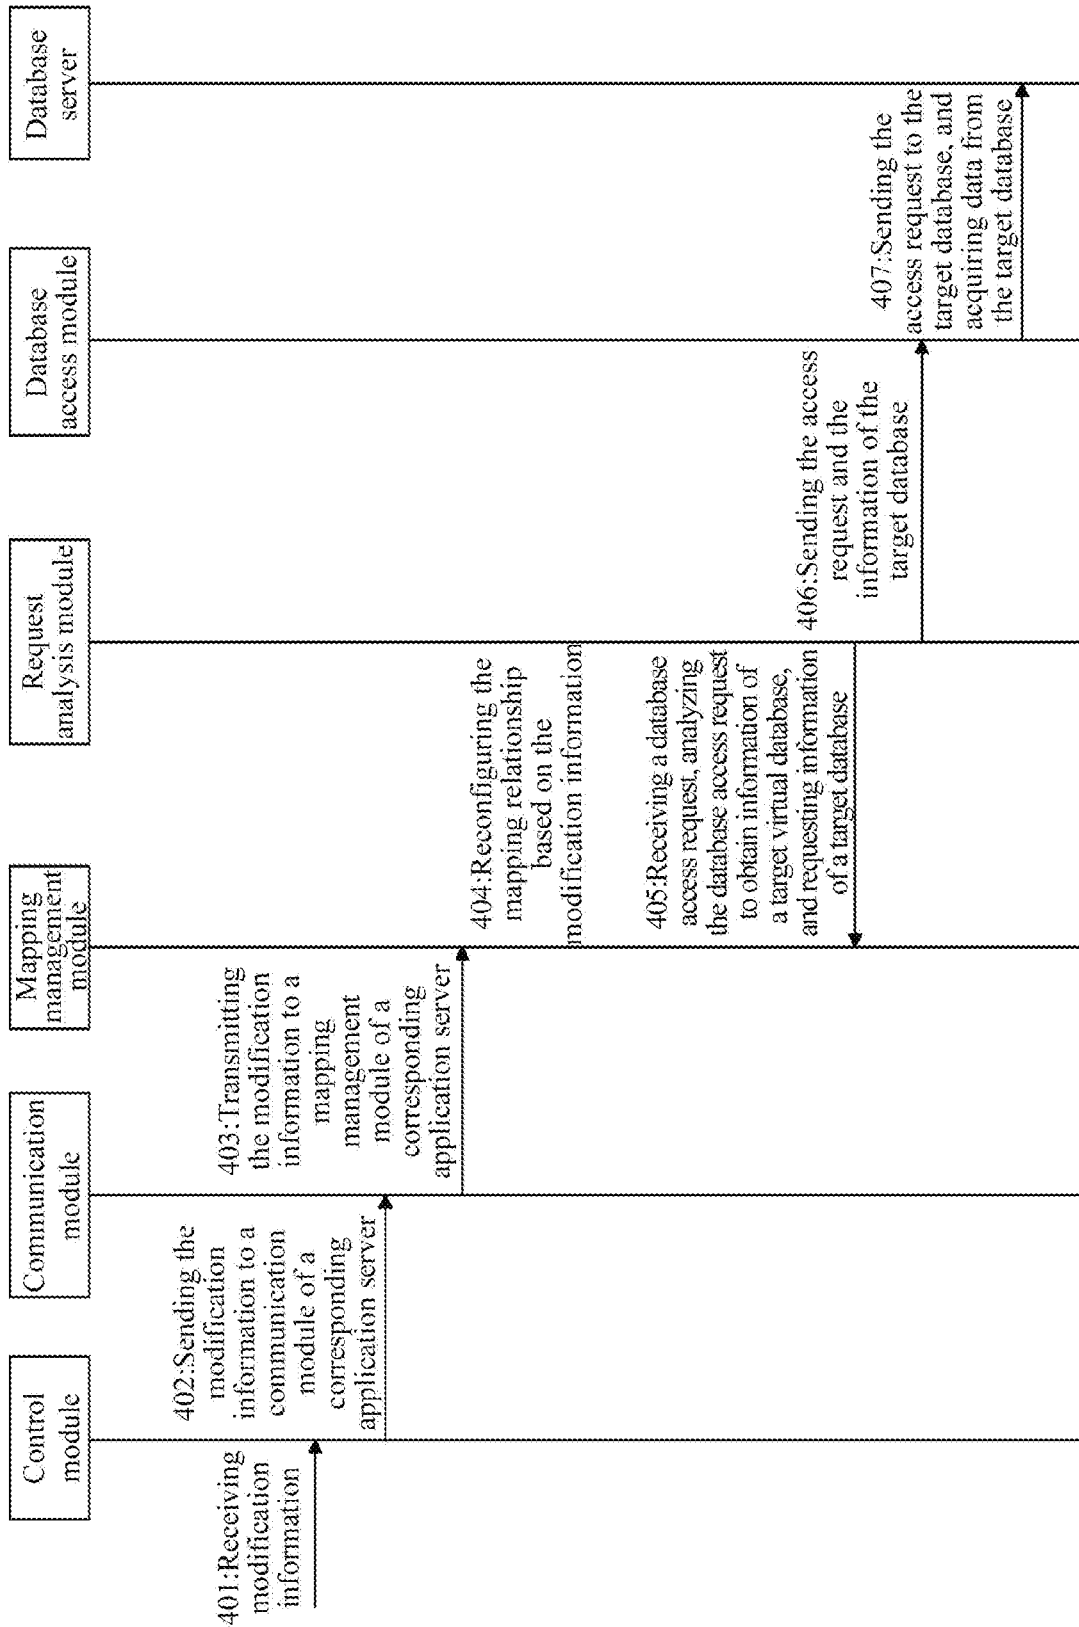 Control
module
Communication
module
Mapping
management
module
Request
analysis module
Database
access module
Database
server
401:Receiving
modification
information
402:Sending the
modification
information to a
communication
module of a
corresponding
application server
403:Transmitting
the modification
information to a
mapping
management
module of a
corresponding
application server
404:Reconfiguring the
mapping relationship
based on the
modification information
405:Receiving a database
access request, analyzing
the database access request
to obtain information of
a target virtual database,
and requesting information
of a target database
406:Sending the access
request and the
information of the
target database
407:Sending the
access request to the
target database, and
acquiring data from
the target database